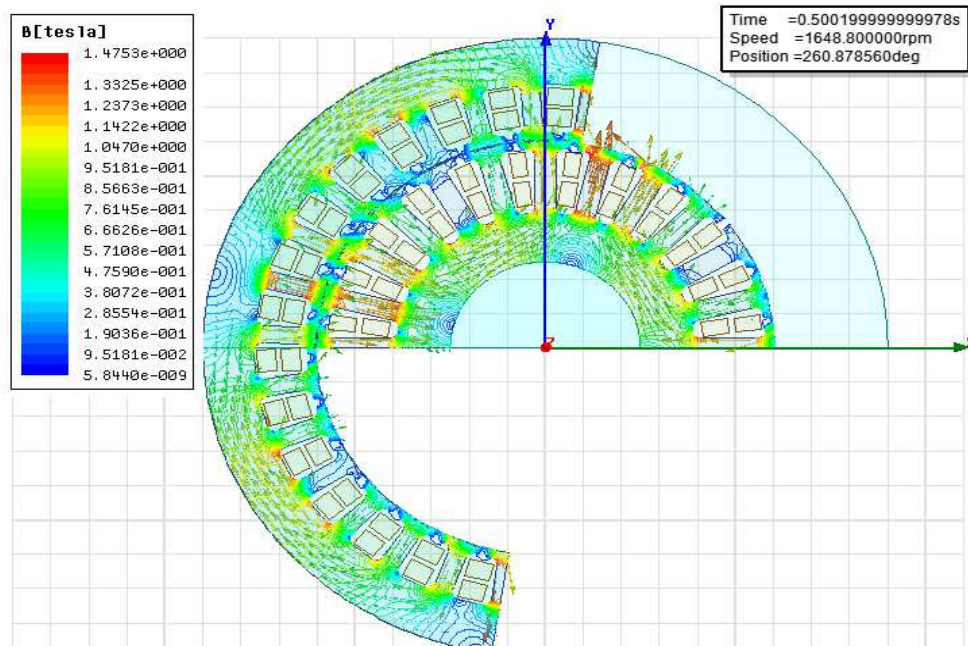 B[tesla]
1.4753e+000
1.3325e+000
1.2373e+000
1.1422e+000
1.0470e+000
9.5181e-001
8.5663e-001
7.6145e-001
6.6626e-001
5.7108e-001
4.7590e-001
3.8072e-001
2.8554e-001
1.9036e-001
9.5181e-002
5.8440e-009
Y
Time =0.500199999999978s
Speed =1648.800000rpm
Position =260.878560deg